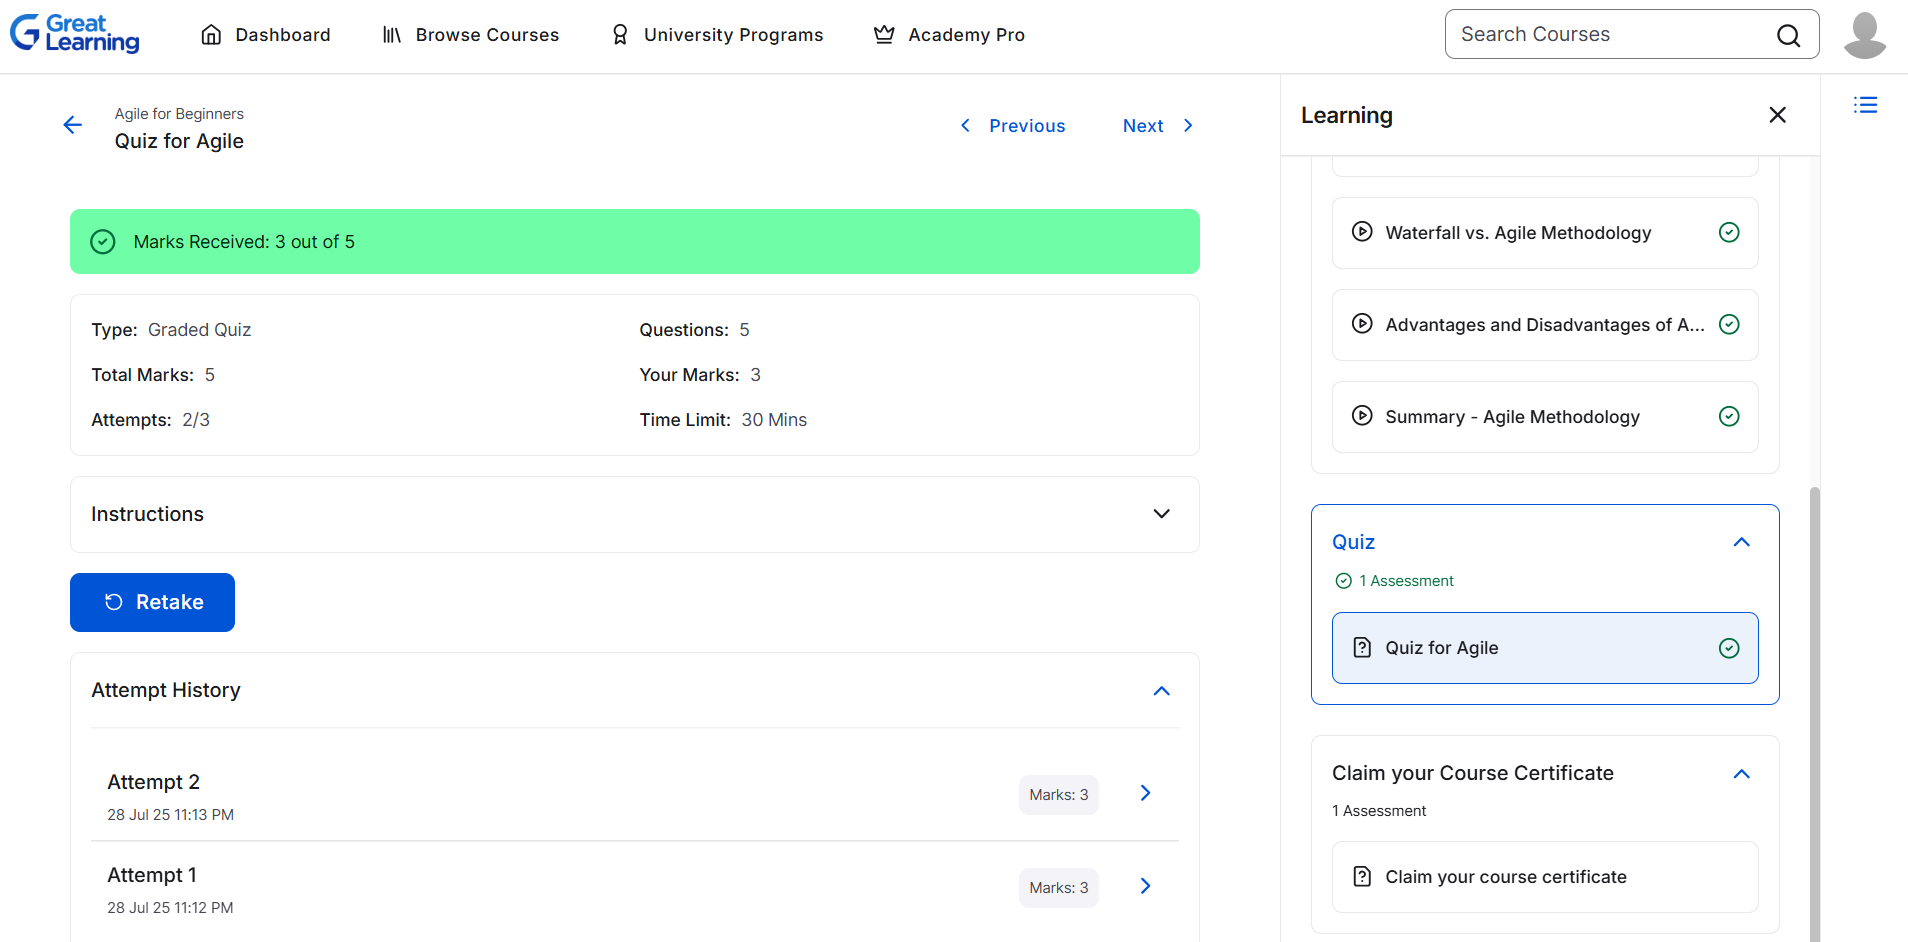 Great Learning
Dashboard
Browse Courses
University Programs
Academy Pro
Search Courses
Agile for Beginners
Quiz for Agile
Previous
Next
Marks Received: 3 out of 5
Type: Graded Quiz
Questions: 5
Total Marks: 5
Your Marks: 3
Attempts: 2/3
Time Limit: 30 Mins
Instructions
Retake
Attempt History
Attempt 2
28 Jul 25 11:13 PM
Marks: 3
Attempt 1
28 Jul 25 11:12 PM
Marks: 3
Learning
Waterfall vs. Agile Methodology
Advantages and Disadvantages of A...
Summary - Agile Methodology
Quiz
1 Assessment
Quiz for Agile
Claim your Course Certificate
1 Assessment
Claim your course certificate